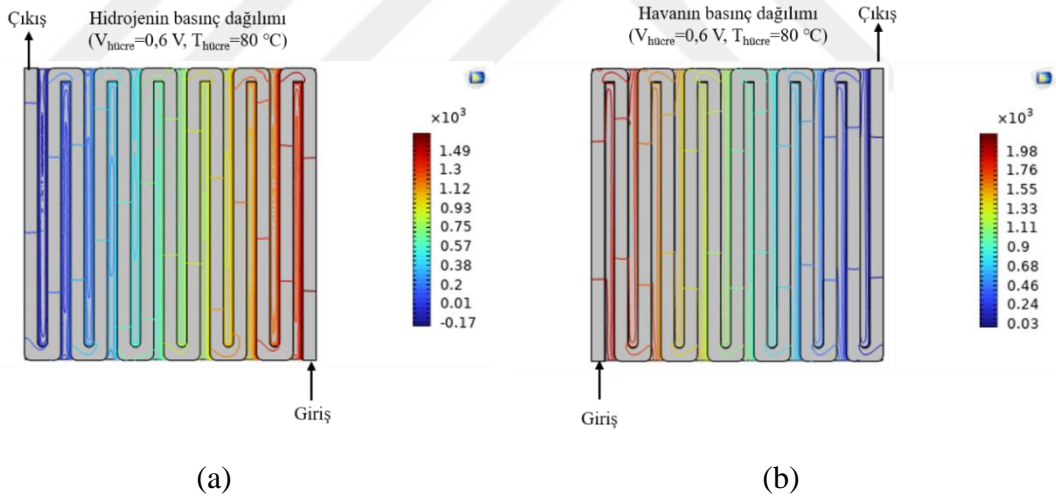 Çıkış
Hidrojenin basınç dağılımı
(Vhücre=0,6 V, Thücre=80 °C)
×10³
1.49
1.3
1.12
0.93
0.75
0.57
0.38
0.2
0.01
-0.17
Giriş
(a)
Havanın basınç dağılımı
(Vhücre=0,6 V, Thücre=80 °C)
Çıkış
×10³
1.98
1.76
1.55
1.33
1.11
0.9
0.68
0.46
0.24
0.03
Giriş
(b)